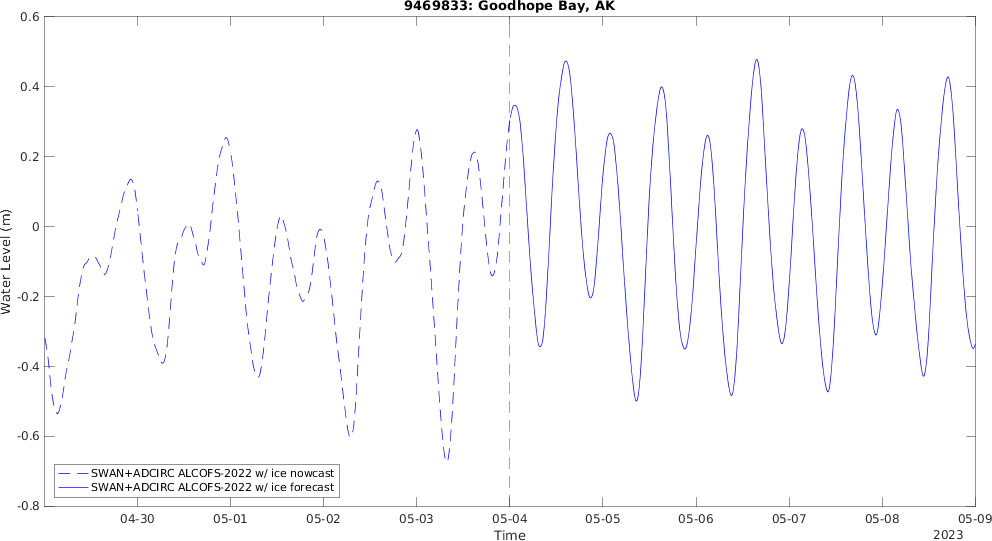 9469833: Goodhope Bay, AK
0.6
0.4
0.2
0
-0.2
-0.4
-0.6
-0.8
Water Level (m)
SWAN+ADCIRC ALCOFS-2022 w/ ice nowcast
SWAN+ADCIRC ALCOFS-2022 w/ ice forecast
04-30 05-01 05-02 05-03 05-04 05-05 05-06 05-07 05-08 05-09
Time
2023